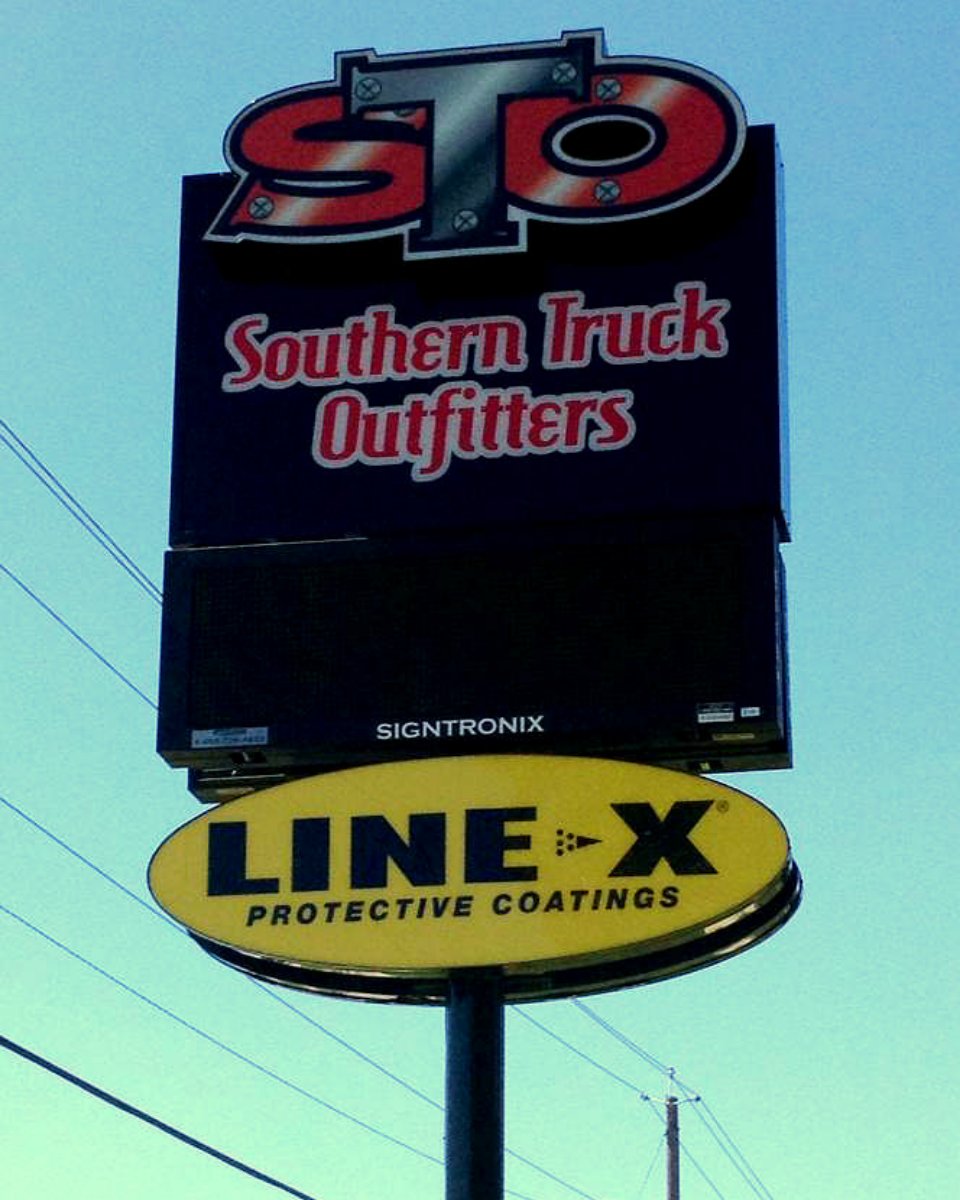 STO
Southern Truck
Outfitters
SIGNTRONIX
LINE-X®
PROTECTIVE COATINGS